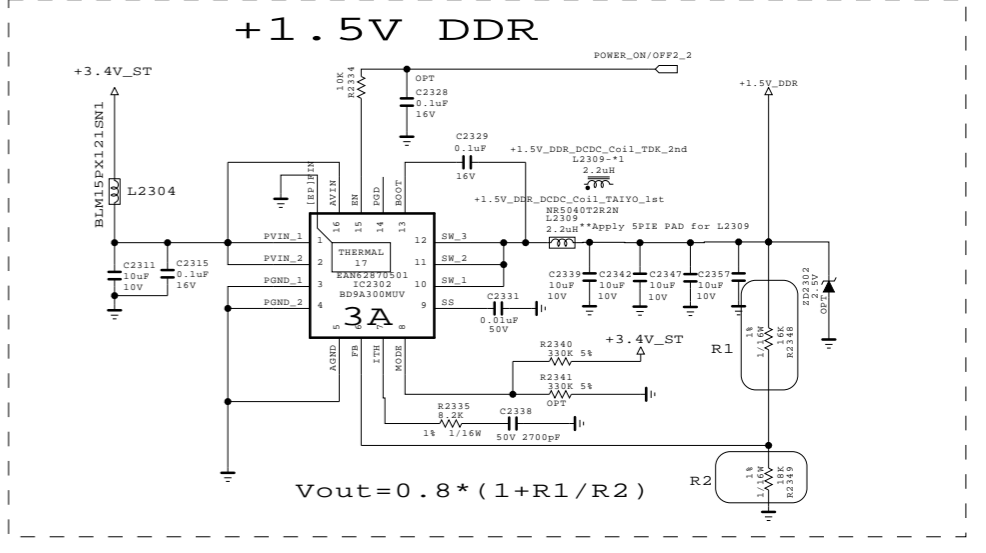 +1.5V DDR
POWER_ON/OFF2_2
+3.4V_ST
10K
R2334
OPT
C2328
0.1uF
16V
+1.5V_DDR
BLM15PX121SN1
L2304
C2329
0.1uF
16V
+1.5V_DDR_DCDC_Coil_TDK_2nd
L2309-*1
2.2uH
+1.5V_DDR_DCDC_Coil_TAIYO_1st
NR5040T2R2N
L2309
2.2uH
**Apply 5PIE PAD for L2309
[EP]PIN
AVIN
EN
PGD
BOOT
16
15
14
13
PVIN_1
1
PVIN_2
2
PGND_1
3
PGND_2
4
THERMAL
17
EAN62870501
IC2302
BD9A300MUV
3A
12
SW_3
11
SW_2
10
SW_1
9
SS
5
6
7
8
AGND
FB
ITH
MODE
C2311
10uF
10V
C2315
0.1uF
16V
C2331
0.01uF
50V
C2339
10uF
10V
C2342
10uF
10V
C2347
10uF
10V
C2357
10uF
10V
ZD2302
2.5V
OPT
R1
1%
1/16W
16K
R2348
R2340
330K 5%
+3.4V_ST
R2341
330K 5%
OPT
R2335
8.2K
1% 1/16W
C2338
50V 2700pF
R2
1%
1/16W
18K
R2349
Vout=0.8*(1+R1/R2)